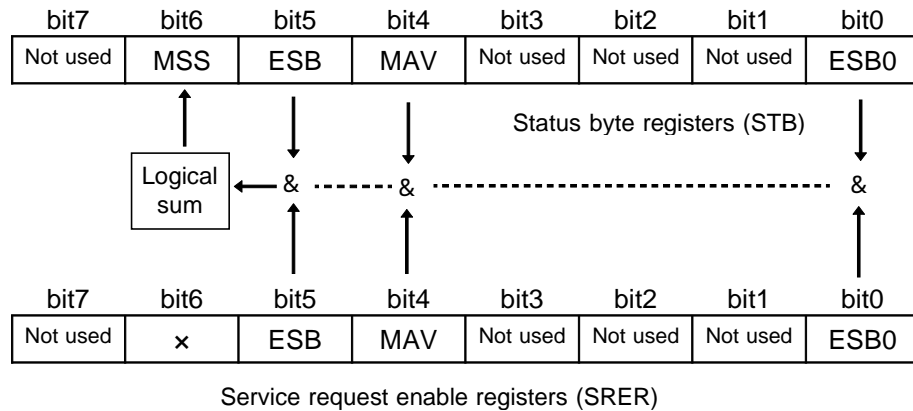 bit7 bit6 bit5 bit4 bit3 bit2 bit1 bit0
Not used MSS ESB MAV Not used Not used Not used ESB0
Status byte registers (STB)
Logical
sum
& & &
bit7 bit6 bit5 bit4 bit3 bit2 bit1 bit0
Not used × ESB MAV Not used Not used Not used ESB0
Service request enable registers (SRER)